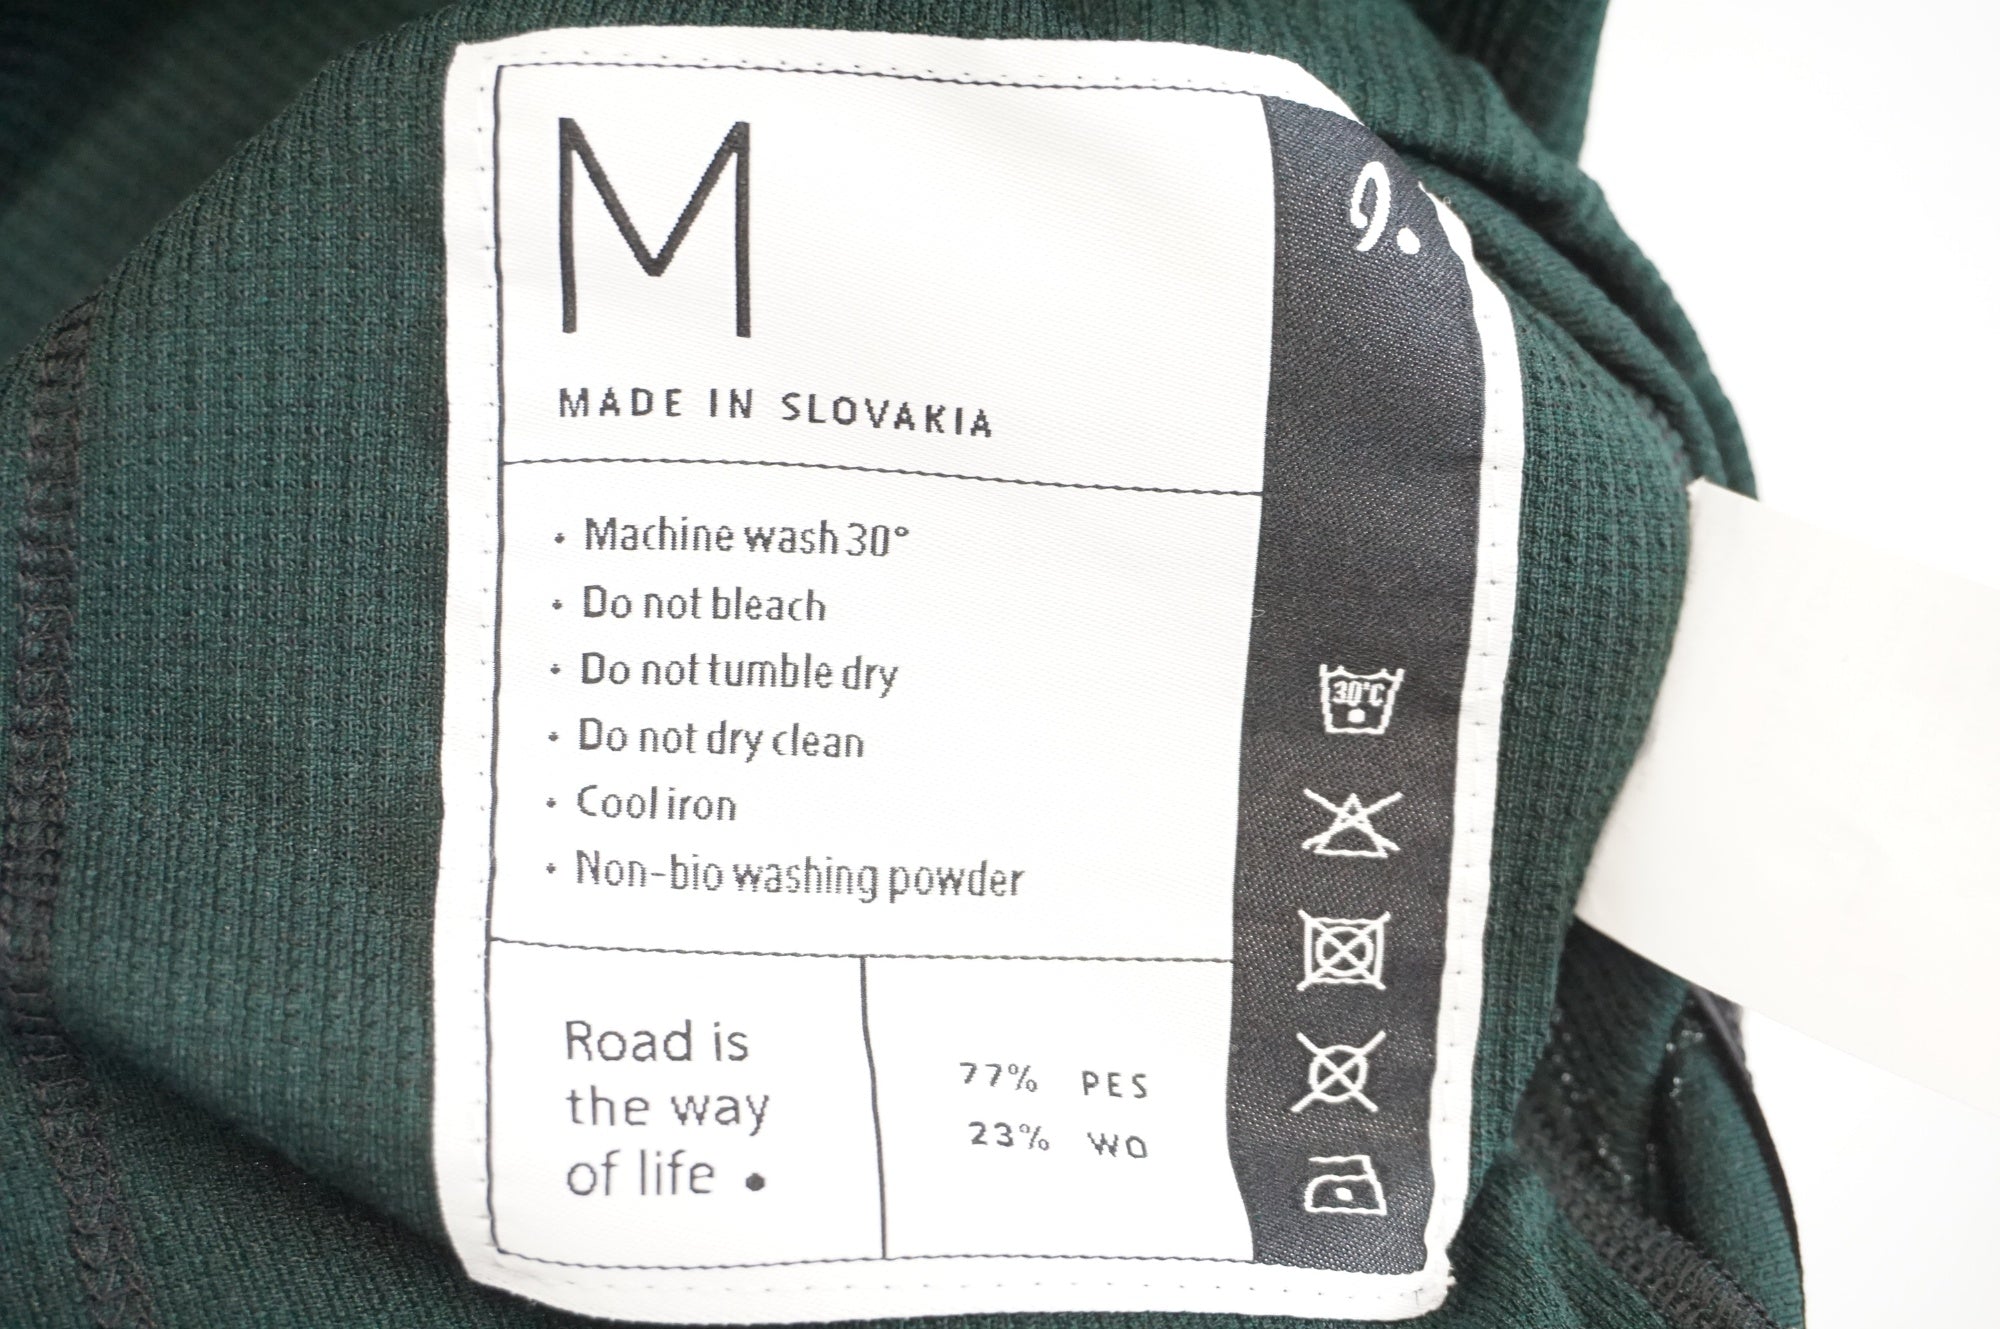 M
MADE IN SLOVAKIA
• Machine wash 30°
• Do not bleach
• Do not tumble dry
• Do not dry clean
• Cool iron
• Non-bio washing powder
Road is
the way
of life •
77% PES
23% WO
30°C